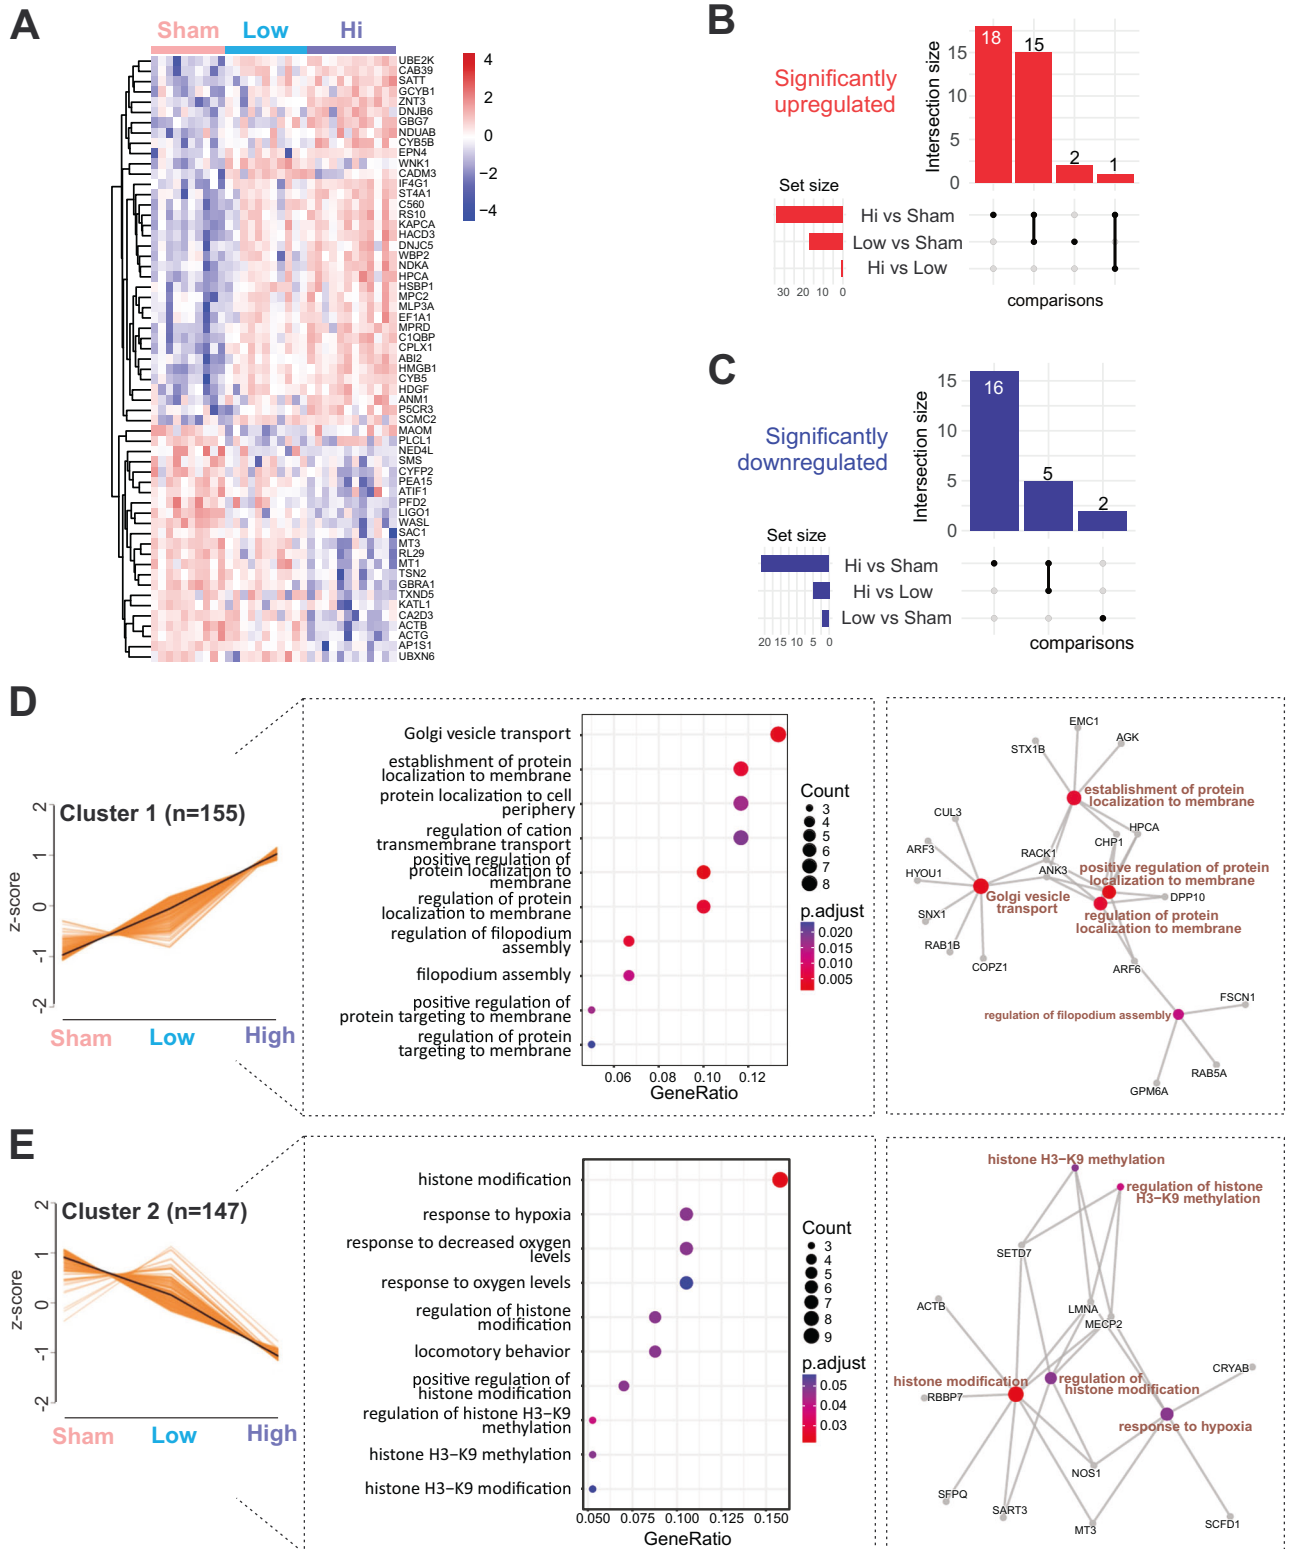 A
Sham
Low
Hi
UBE2K
CAB39
SATT
GCYB1
ZNT3
DNJB6
GBG7
NDUAB
CYB5B
EPN4
WNK1
CADM3
IF4G1
ST4A1
C560
RS10
KAPCA
HACD3
DNJC5
WBP2
NDKA
HPCA
HSBP1
MPC2
MLP3A
EF1A1
MPRD
C1QBP
CPLX1
ABI2
HMGB1
CYB5
HDGF
ANM1
P5CR3
SCMC2
MAOM
PLCL1
NED4L
SMS
CYFP2
PEA15
ATIF1
PFD2
LIGO1
WASL
SAC1
MT3
RL29
MT1
TSN2
GBRA1
TXND5
KATL1
CA2D3
ACTB
ACTG
AP1S1
UBXN6
4
2
0
−2
−4
B
Significantly
upregulated
Intersection size
15
10
5
0
18
15
2
1
Set size
Hi vs Sham
Low vs Sham
Hi vs Low
30 20 10 0
comparisons
C
Significantly
downregulated
Intersection size
15
10
5
0
16
5
2
Set size
Hi vs Sham
Hi vs Low
Low vs Sham
20 15 10 5 0
comparisons
D
Cluster 1 (n=155)
z-score
2
1
0
-1
-2
Sham
Low
High
Golgi vesicle transport
establishment of protein
localization to membrane
protein localization to cell
periphery
regulation of cation
transmembrane transport
positive regulation of
protein localization to
membrane
regulation of protein
localization to membrane
regulation of filopodium
assembly
filopodium assembly
positive regulation of
protein targeting to membrane
regulation of protein
targeting to membrane
0.06 0.08 0.10 0.12
GeneRatio
Count
3
4
5
6
7
8
p.adjust
0.020
0.015
0.010
0.005
EMC1
STX1B
AGK
establishment of protein
localization to membrane
CUL3
HPCA
CHP1
ARF3
RACK1
ANK3
positive regulation of protein
localization to membrane
HYOU1
Golgi vesicle
transport
DPP10
SNX1
regulation of protein
localization to membrane
RAB1B
COPZ1
ARF6
FSCN1
regulation of filopodium assembly
RAB5A
GPM6A
E
Cluster 2 (n=147)
z-score
2
1
0
-1
-2
Sham
Low
High
histone modification
response to hypoxia
response to decreased oxygen
levels
response to oxygen levels
regulation of histone
modification
locomotory behavior
positive regulation of
histone modification
regulation of histone H3−K9
methylation
histone H3−K9 methylation
histone H3−K9 modification
0.050 0.075 0.100 0.125 0.150
GeneRatio
Count
3
4
5
6
7
8
9
p.adjust
0.05
0.04
0.03
histone H3−K9 methylation
regulation of histone
H3−K9 methylation
SETD7
ACTB
LMNA
MECP2
CRYAB
histone modification
regulation of
histone modification
RBBP7
response to hypoxia
NOS1
SFPQ
SART3
MT3
SCFD1